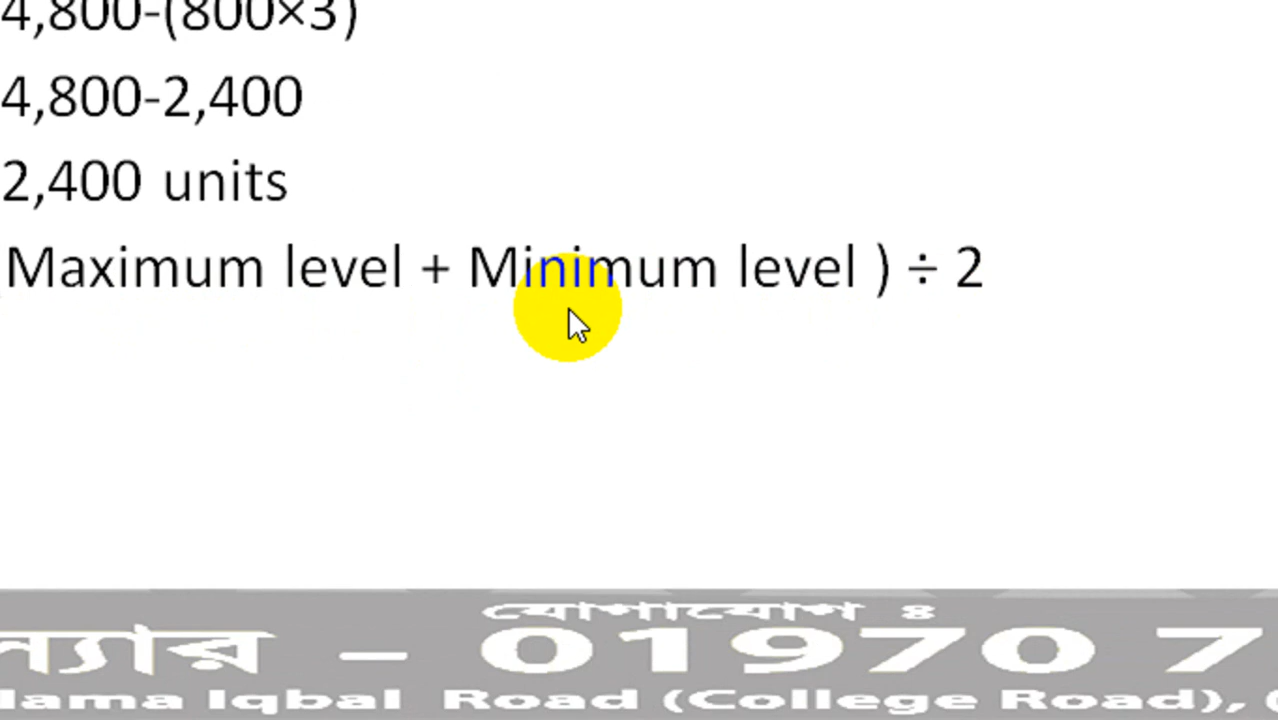 4,800-(800×3)
4,800-2,400
2,400 units
Maximum level + Minimum level ) ÷ 2
যোগাযোগ ঃ
ন্যার – 01970 7
lama Iqbal Road (College Road), (